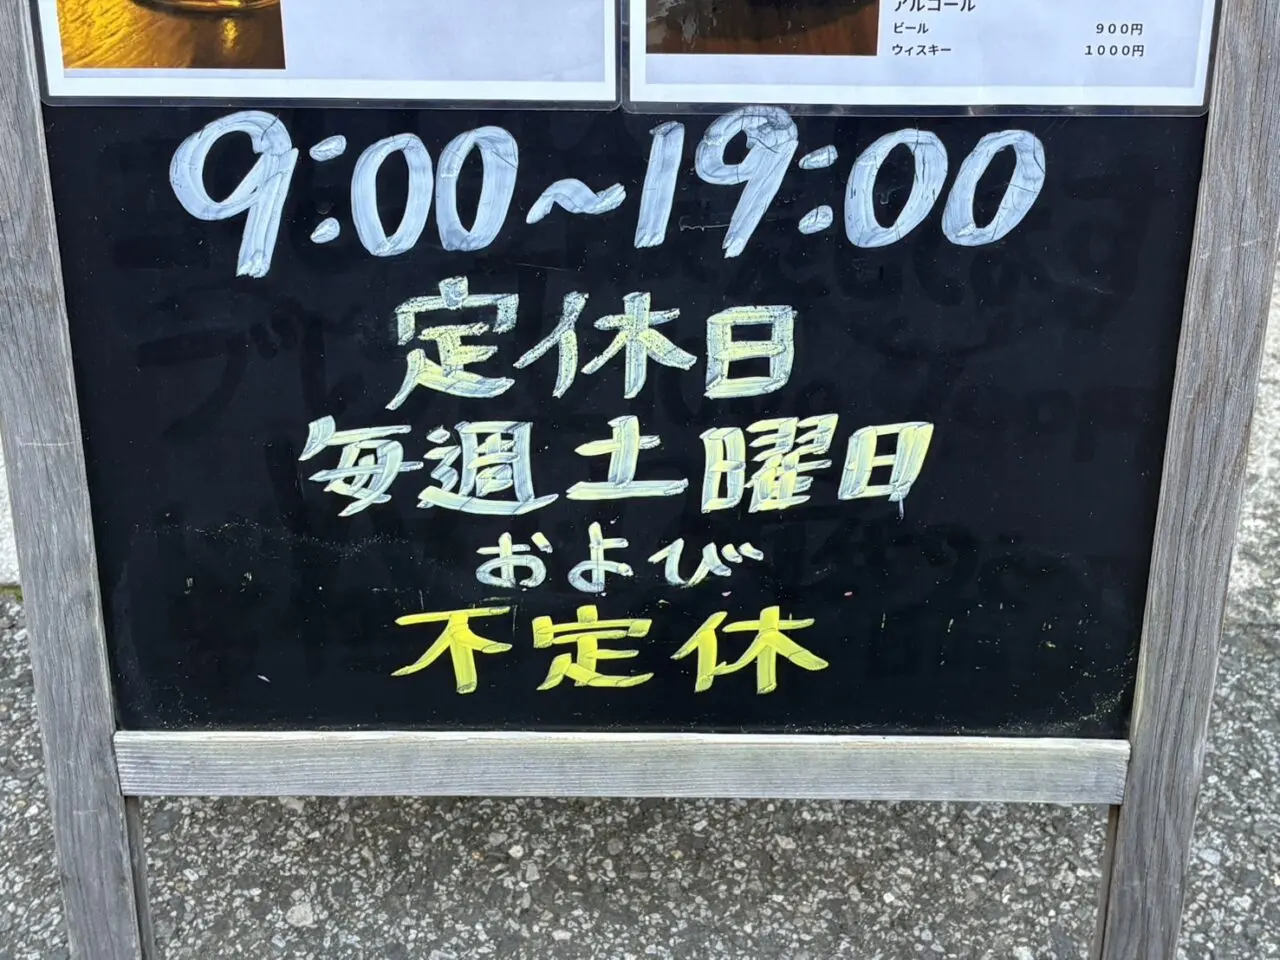 アルコール
ビール 900円
ウィスキー 1000円
9:00～19:00
定休日
毎週土曜日
および
不定休